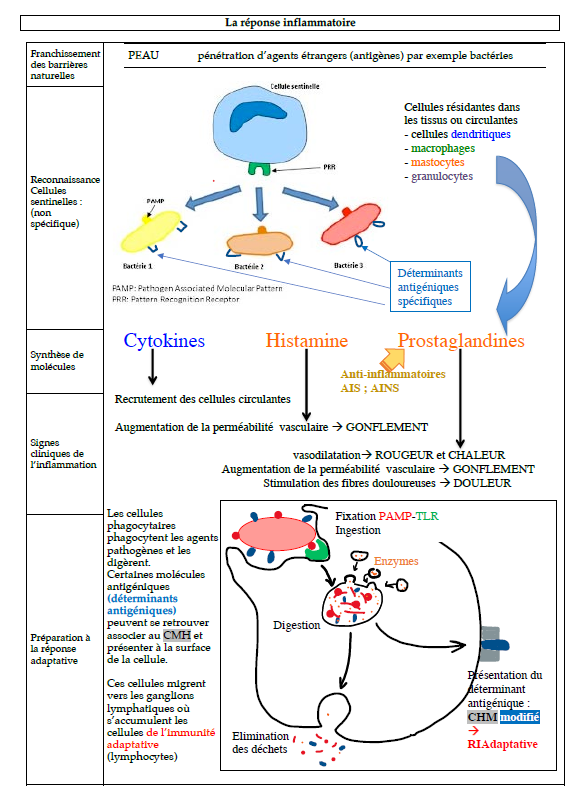 La réponse inflammatoire
Franchissement
des barrières
naturelles
PEAU pénétration d'agents étrangers (antigènes) par exemple bactéries
Reconnaissance
Cellules
sentinelles :
(non
spécifique)
Cellule sentinelle
PRR
PAMP
Bactérie 1
Bactérie 2
Bactérie 3
PAMP: Pathogen Associated Molecular Pattern
PRR: Pattern Recognition Receptor
Cellules résidantes dans
les tissus ou circulantes
- cellules dendritiques
- macrophages
- mastocytes
- granulocytes
Déterminants
antigéniques
spécifiques
Synthèse de
molécules
Cytokines Histamine Prostaglandines
Anti-inflammatoires
AIS ; AINS
Signes
cliniques de
l'inflammation
Recrutement des cellules circulantes
Augmentation de la perméabilité vasculaire → GONFLEMENT
vasodilatation→ ROUGEUR et CHALEUR
Augmentation de la perméabilité vasculaire → GONFLEMENT
Stimulation des fibres douloureuses → DOULEUR
Préparation à
la réponse
adaptative
Les cellules
phagocytaires
phagocytent les agents
pathogènes et les
digèrent.
Certaines molécules
antigéniques
(déterminants
antigéniques)
peuvent se retrouver
associer au CMH et
présenter à la surface
de la cellule.
Ces cellules migrent
vers les ganglions
lymphatiques où
s'accumulent les
cellules de l'immunité
adaptative
(lymphocytes)
Fixation PAMP-TLR
Ingestion
Enzymes
Digestion
Elimination
des déchets
Présentation du
déterminant
antigénique :
CHM modifié
→
RIAdaptative